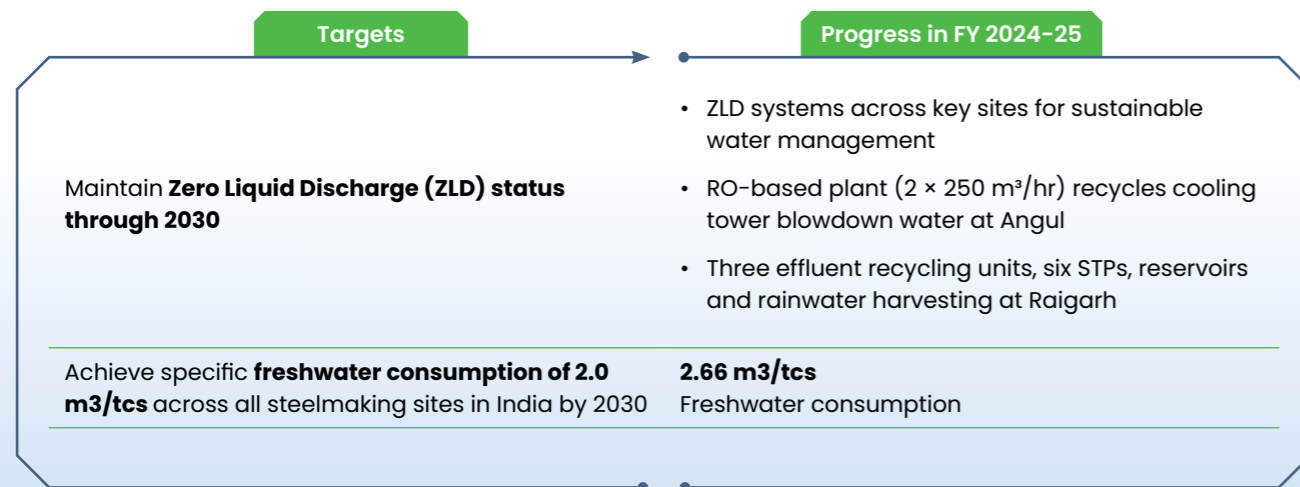 Targets
Progress in FY 2024-25
Maintain Zero Liquid Discharge (ZLD) status
through 2030
• ZLD systems across key sites for sustainable
water management
• RO-based plant (2 × 250 m³/hr) recycles cooling
tower blowdown water at Angul
• Three effluent recycling units, six STPs, reservoirs
and rainwater harvesting at Raigarh
Achieve specific freshwater consumption of 2.0
m3/tcs across all steelmaking sites in India by 2030
2.66 m3/tcs
Freshwater consumption